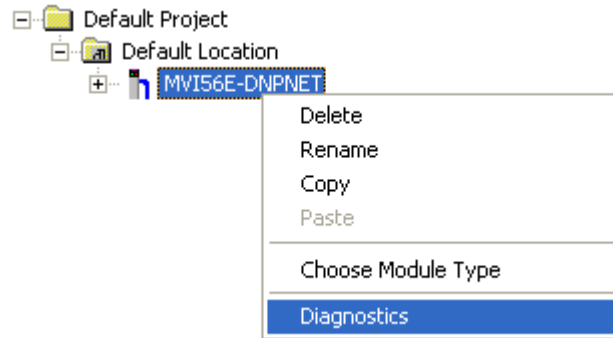 Default Project
Default Location
MVI56E-DNPNET
Delete
Rename
Copy
Paste
Choose Module Type
Diagnostics